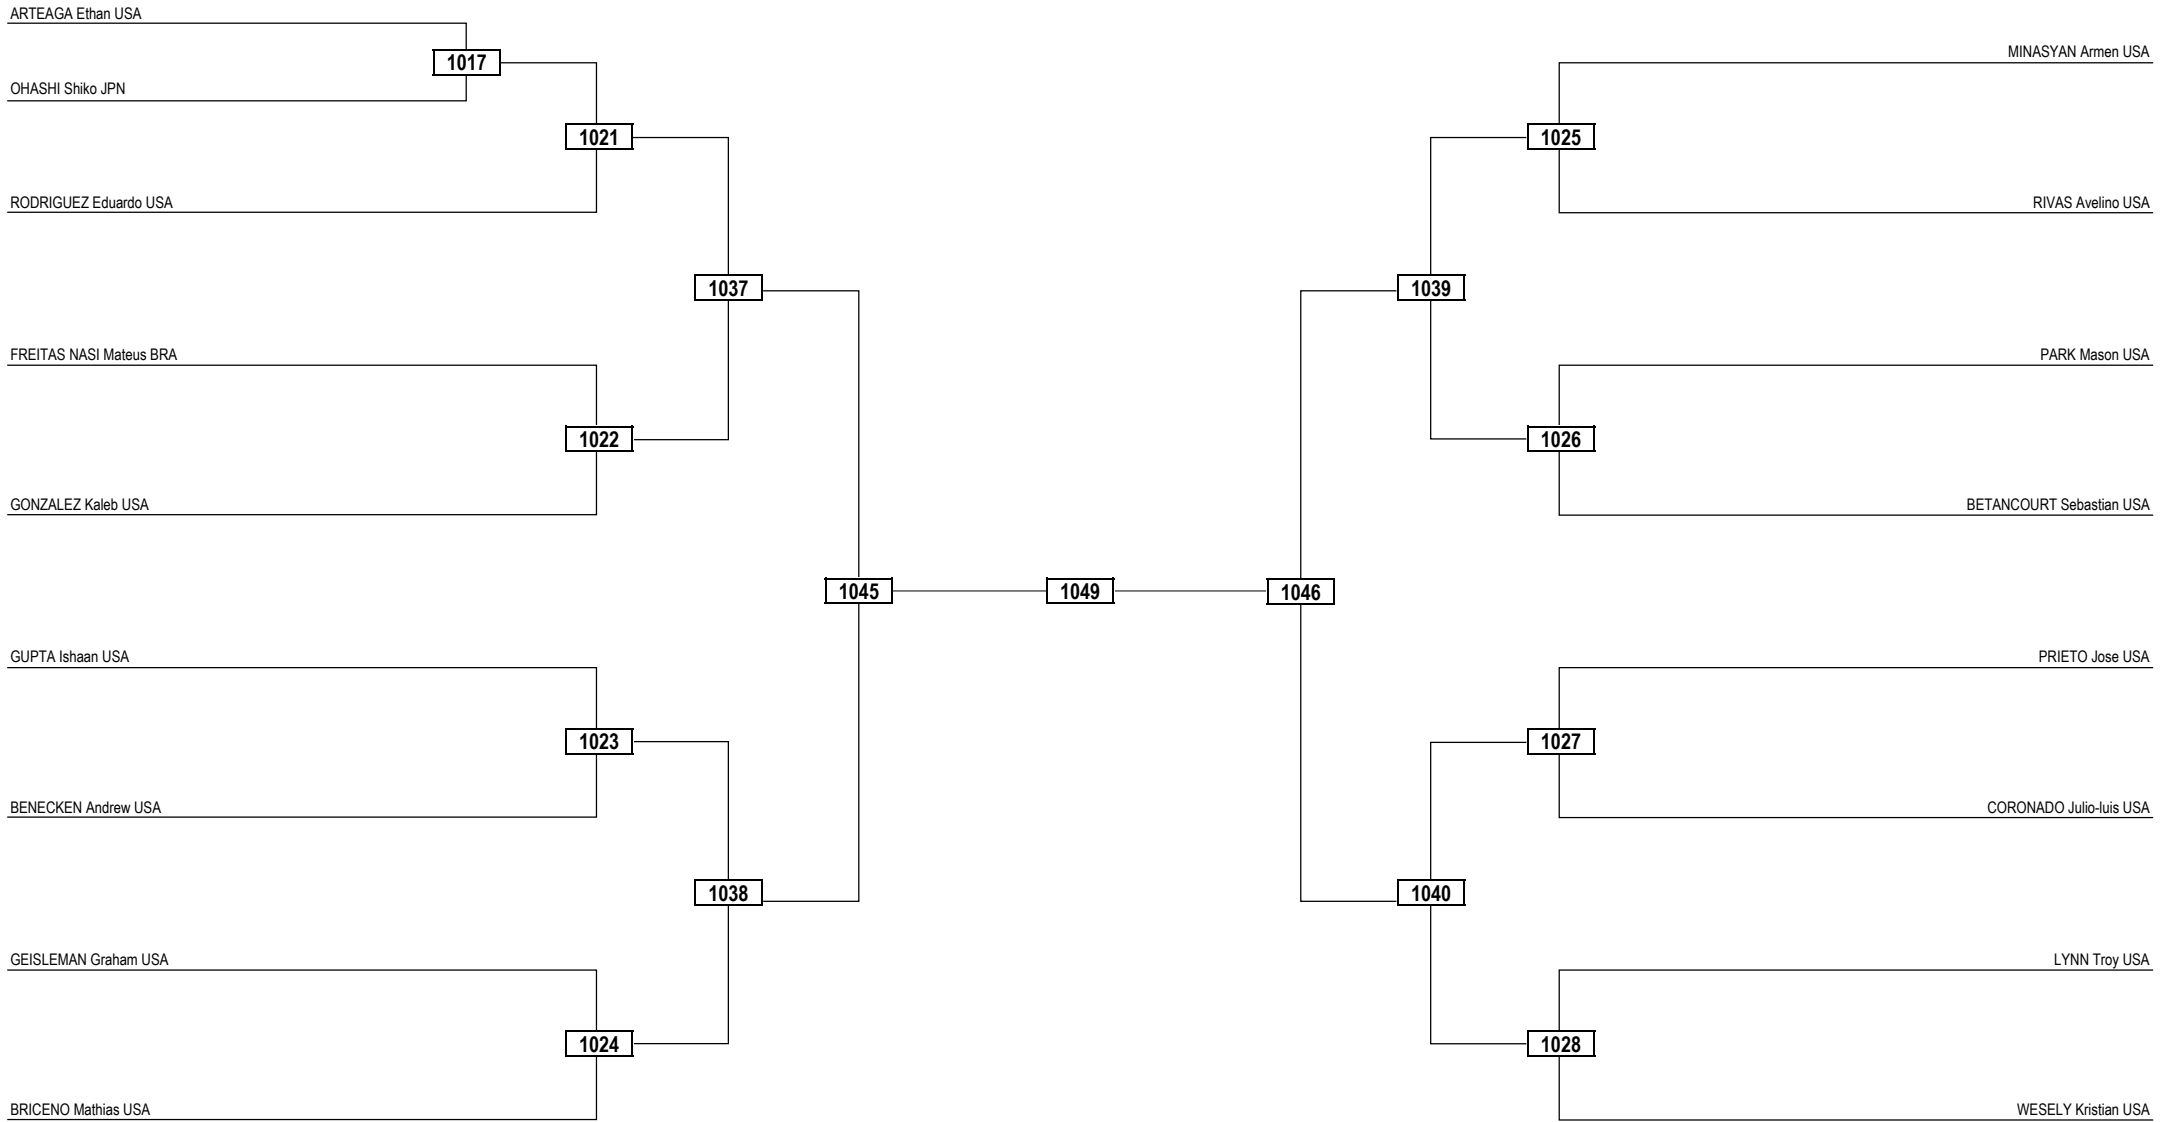 ARTEAGA Ethan USA
1017
OHASHI Shiko JPN
1021
RODRIGUEZ Eduardo USA
1037
FREITAS NASI Mateus BRA
1022
GONZALEZ Kaleb USA
1045
GUPTA Ishaan USA
1023
BENECKEN Andrew USA
1038
GEISLEMAN Graham USA
1024
BRICENO Mathias USA
1049
MINASYAN Armen USA
1025
RIVAS Avelino USA
1039
PARK Mason USA
1026
BETANCOURT Sebastian USA
1046
PRIETO Jose USA
1027
CORONADO Julio-luis USA
1040
LYNN Troy USA
1028
WESELY Kristian USA